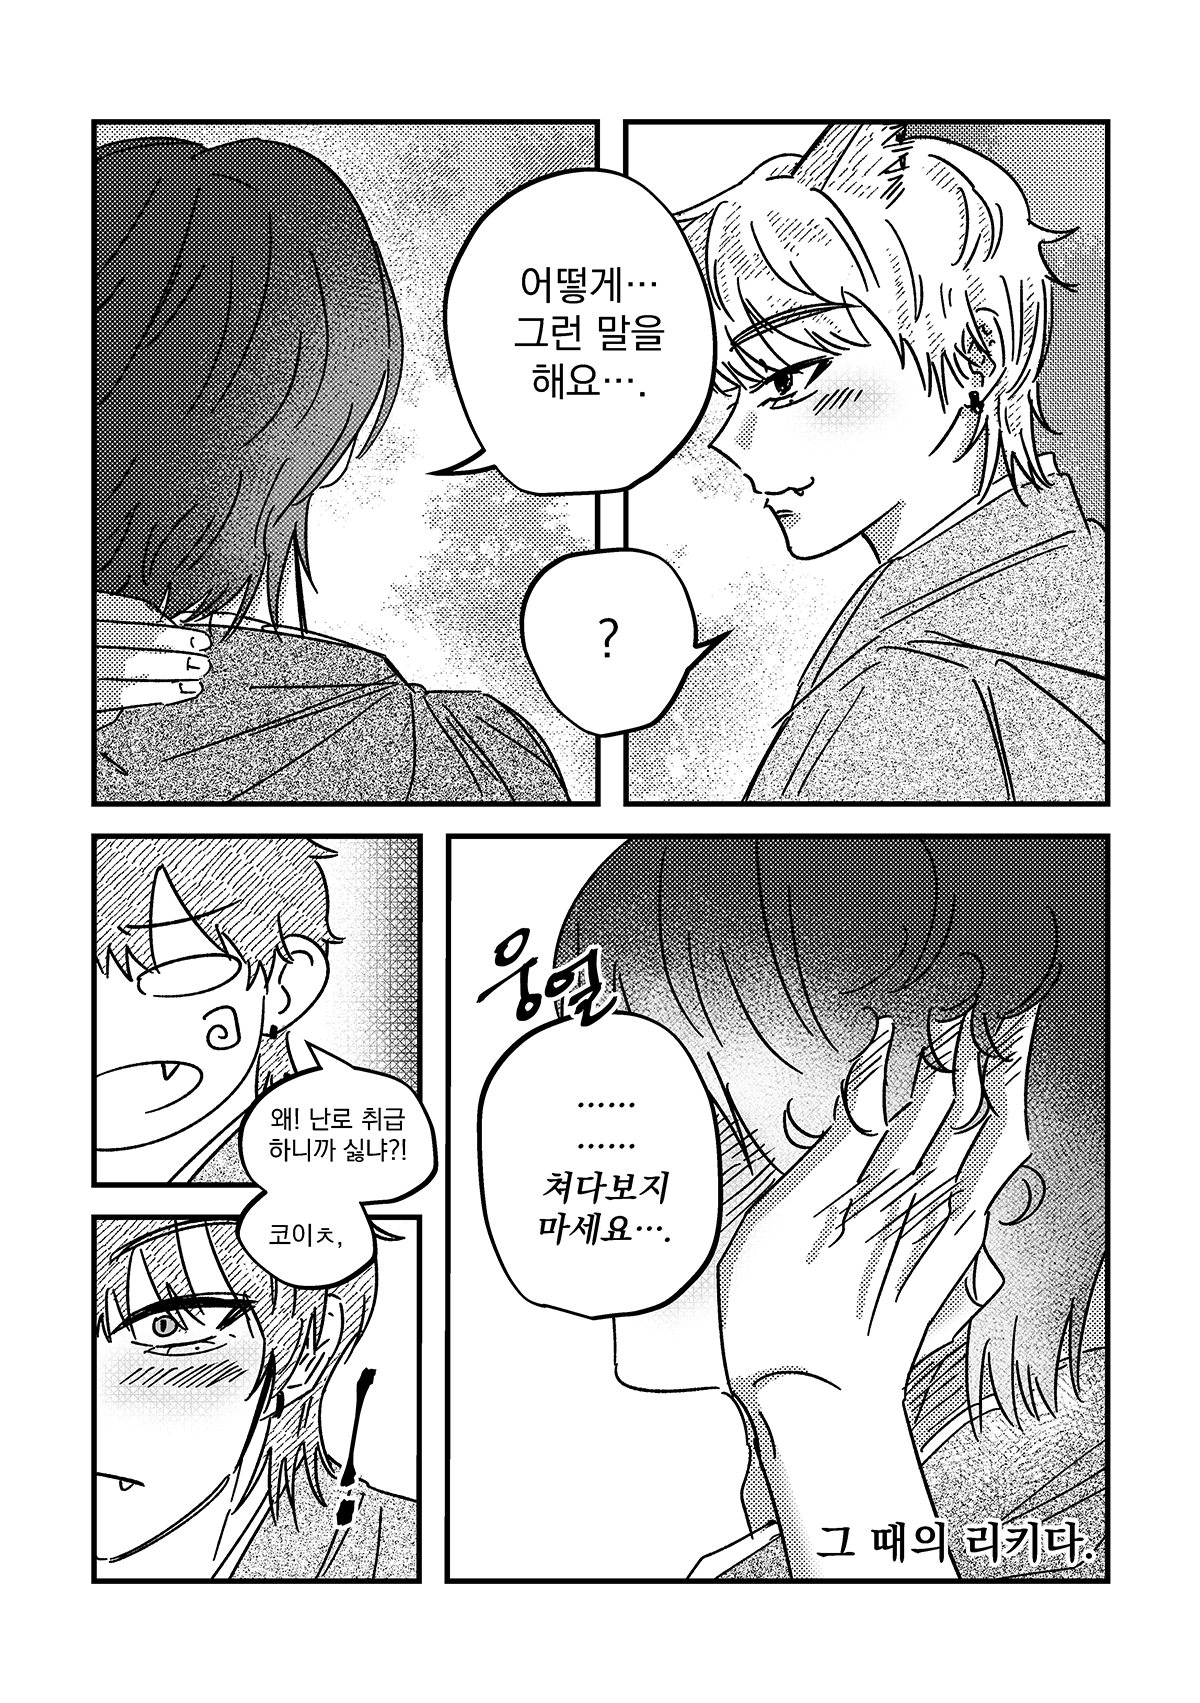 어떻게…
그런 말을
해요….
?
왜! 난로 취급
하니까 싫냐?!
코이ㅊ,
!
웅얼
……
……
쳐다보지
마세요….
그 때의 리키다.